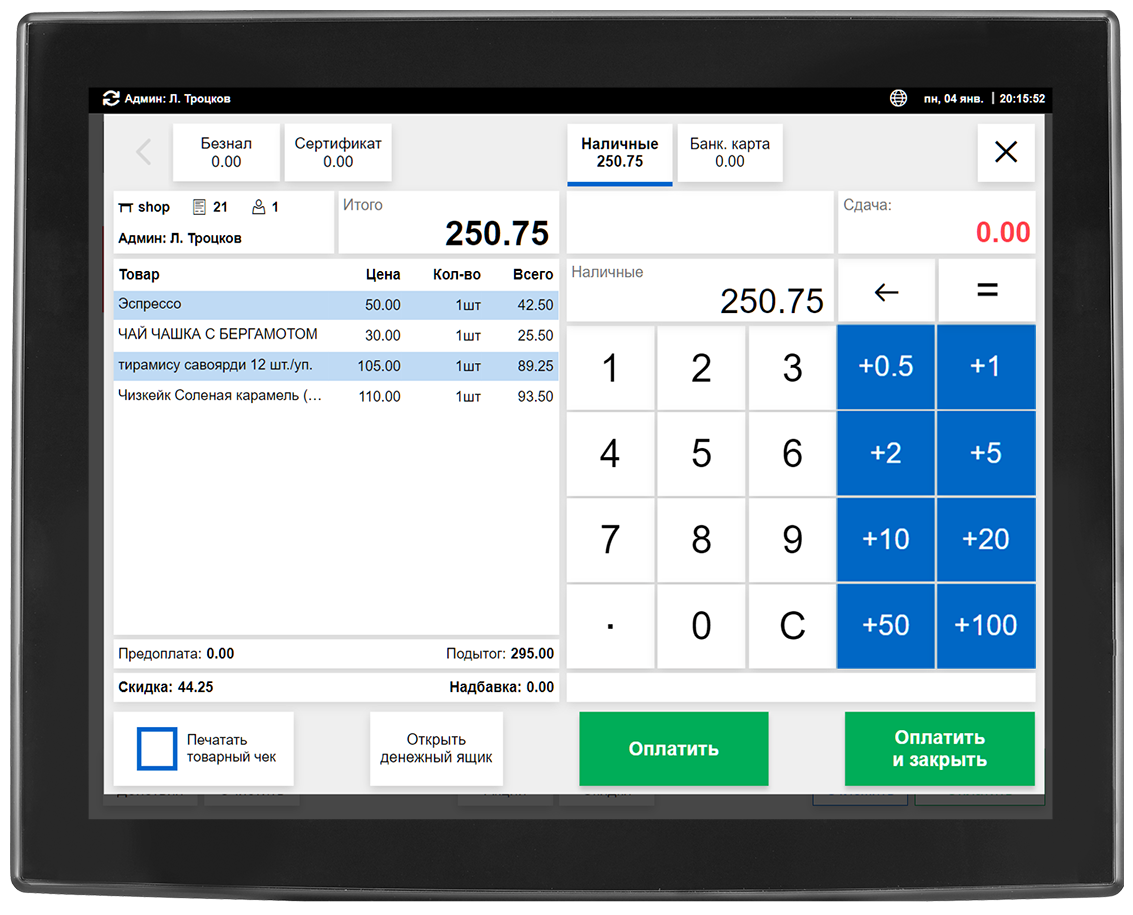 Админ: Л. Троцков
пн, 04 янв. | 20:15:52
Безнал
0.00
Сертификат
0.00
Наличные
250.75
Банк. карта
0.00
shop 21 1
Админ: Л. Троцков
Итого
250.75
Сдача:
0.00
Товар Цена Кол-во Всего
Эспрессо 50.00 1шт 42.50
ЧАЙ ЧАШКА С БЕРГАМОТОМ 30.00 1шт 25.50
тирамису савоярди 12 шт./уп. 105.00 1шт 89.25
Чизкейк Соленая карамель (... 110.00 1шт 93.50
Предоплата: 0.00 Подытог: 295.00
Скидка: 44.25 Надбавка: 0.00
Наличные
250.75
← =
1 2 3 +0.5 +1
4 5 6 +2 +5
7 8 9 +10 +20
. 0 C +50 +100
Печатать
товарный чек
Открыть
денежный ящик
Оплатить
Оплатить
и закрыть